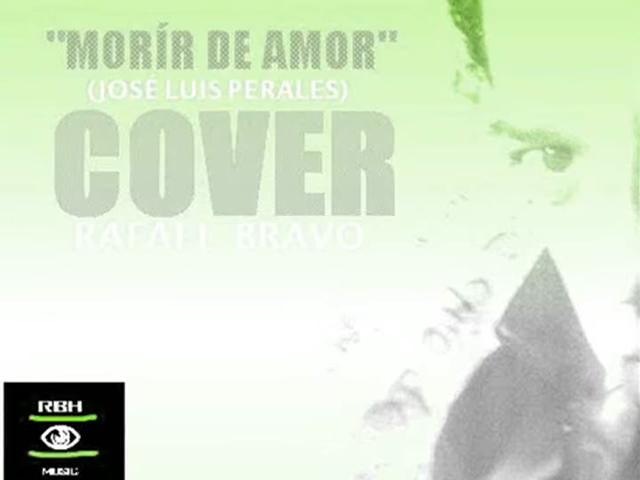 "MORÍR DE AMOR"
(JOSÉ LUIS PERALES)
COVER
RAFAEL BRAVO
RBH
MUSIC